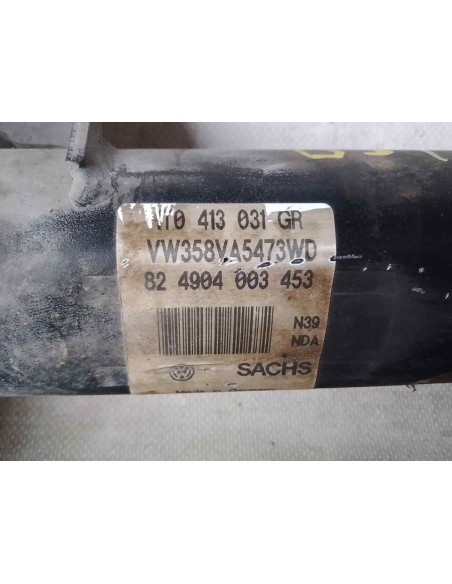 1T0 413 031 GR
VW358VA5473WD
82 4904 003 453
N39
NDA
SACHS